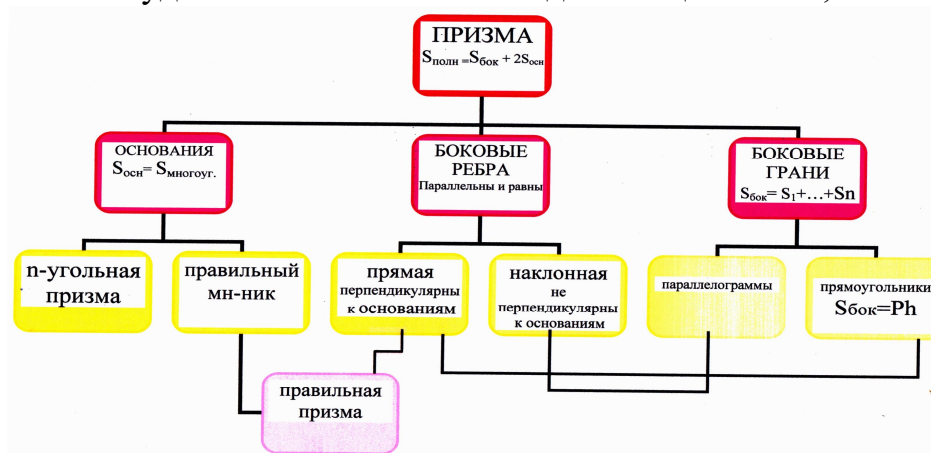 ПРИЗМА
Sполн =Sбок + 2Sосн
ОСНОВАНИЯ
Sосн= Sмногоуг.
БОКОВЫЕ
РЕБРА
Параллельны и равны
БОКОВЫЕ
ГРАНИ
Sбок= S1+…+Sn
n-угольная
призма
правильный
мн-ник
прямая
перпендикулярны
к основаниям
наклонная
не
перпендикулярны
к основаниям
параллелограммы
прямоугольники
Sбок=Ph
правильная
призма